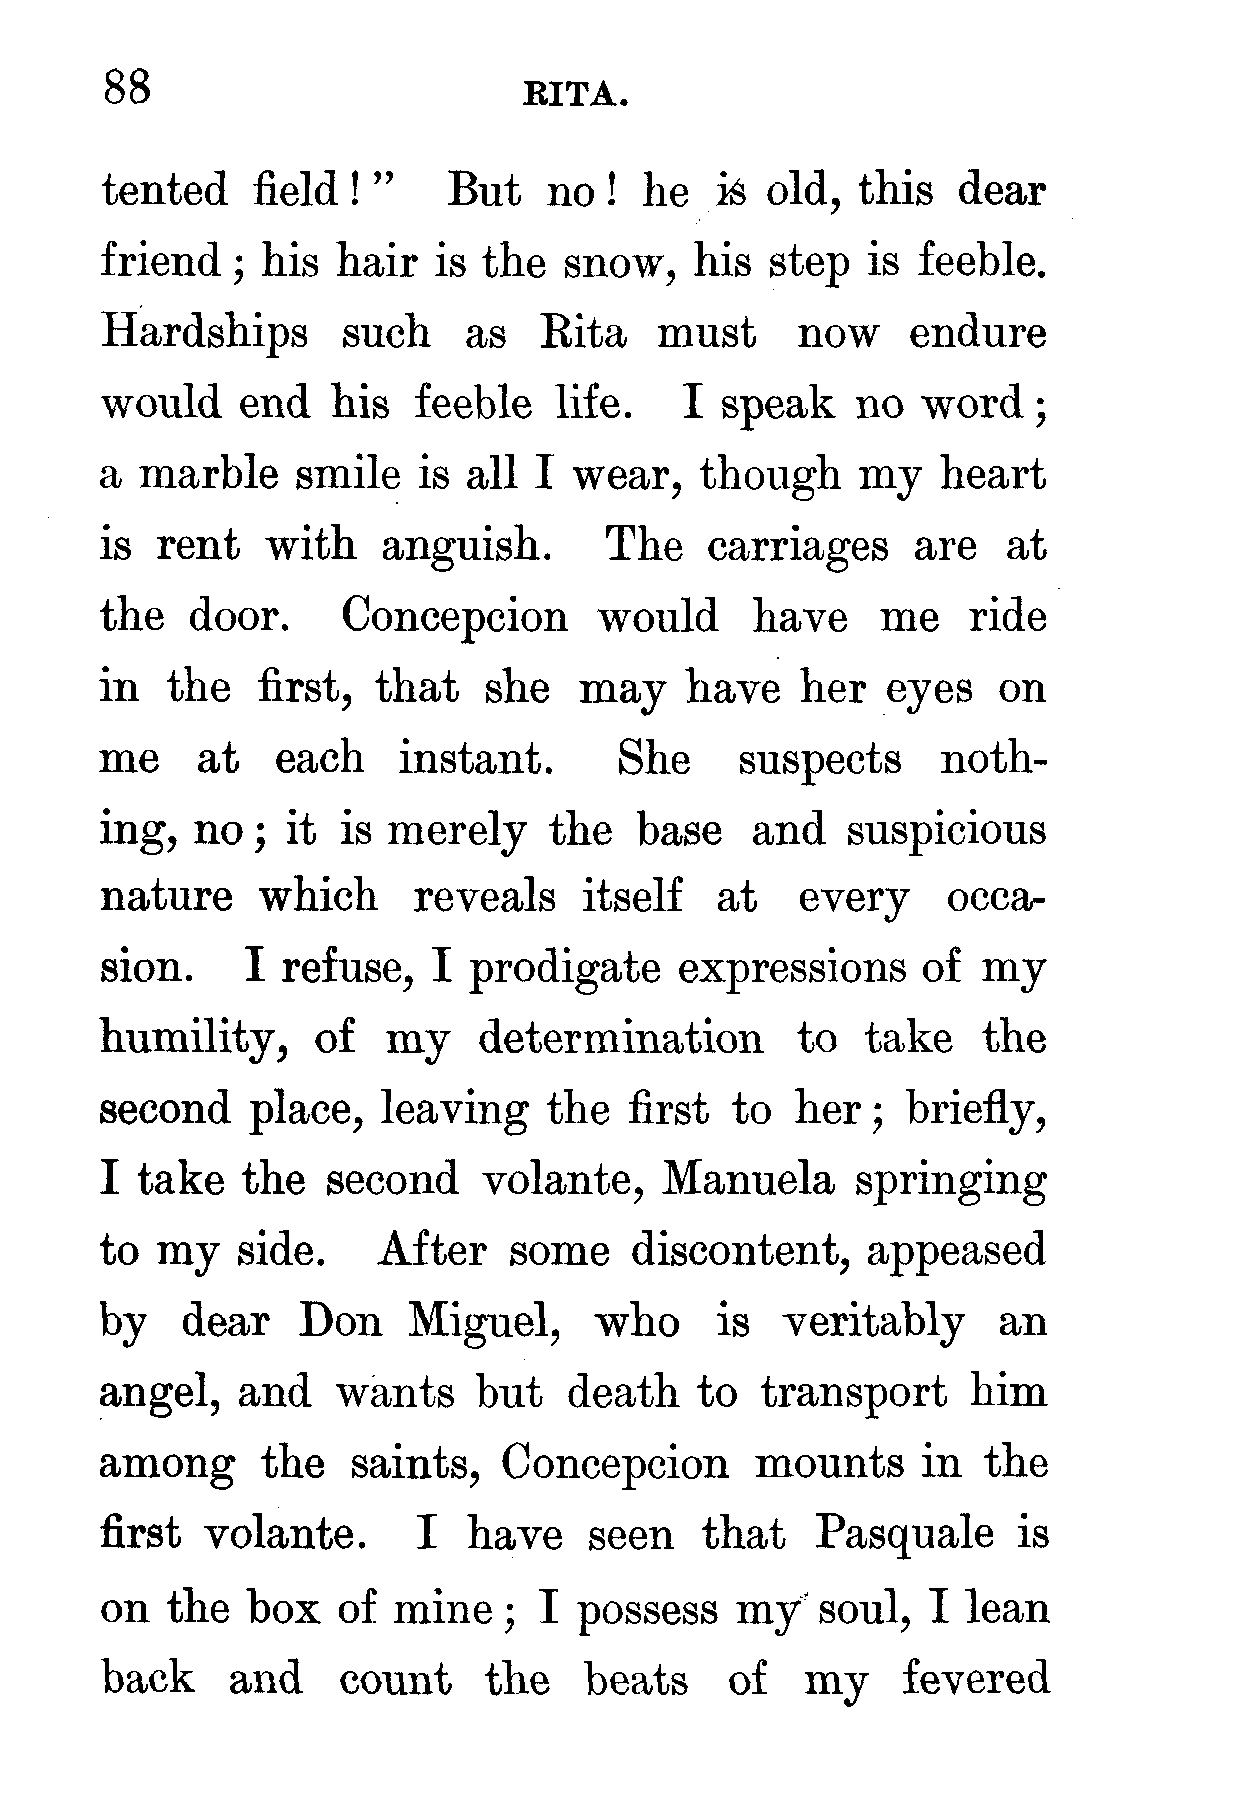 88
RITA.
tented field!" But no! he is old, this dear
friend; his hair is the snow, his step is feeble.
Hardships such as Rita must now endure
would end his feeble life. I speak no word;
a marble smile is all I wear, though my heart
is rent with anguish. The carriages are at
the door. Concepcion would have me ride
in the first, that she may have her eyes on
me at each instant. She suspects noth-
ing, no; it is merely the base and suspicious
nature which reveals itself at every occa-
sion. I refuse, I prodigate expressions of my
humility, of my determination to take the
second place, leaving the first to her; briefly,
I take the second volante, Manuela springing
to my side. After some discontent, appeased
by dear Don Miguel, who is veritably an
angel, and wants but death to transport him
among the saints, Concepcion mounts in the
first volante. I have seen that Pasquale is
on the box of mine; I possess my soul, I lean
back and count the beats of my fevered